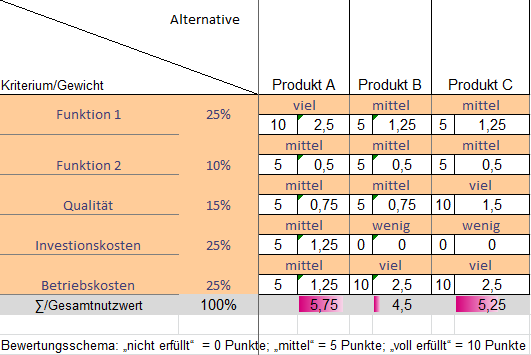 Alternative
Kriterium/Gewicht Produkt A Produkt B Produkt C
viel mittel mittel
Funktion 1 25% 10 2,5 5 1,25 5 1,25
mittel mittel mittel
Funktion 2 10% 5 0,5 5 0,5 5 0,5
mittel mittel viel
Qualität 15% 5 0,75 5 0,75 10 1,5
mittel wenig wenig
Investionskosten 25% 5 1,25 0 0 0 0
mittel viel viel
Betriebskosten 25% 5 1,25 10 2,5 10 2,5
∑/Gesamtnutzwert 100% 5,75 4,5 5,25
Bewertungsschema: „nicht erfüllt“ = 0 Punkte; „mittel“ = 5 Punkte; „voll erfüllt“ = 10 Punkte